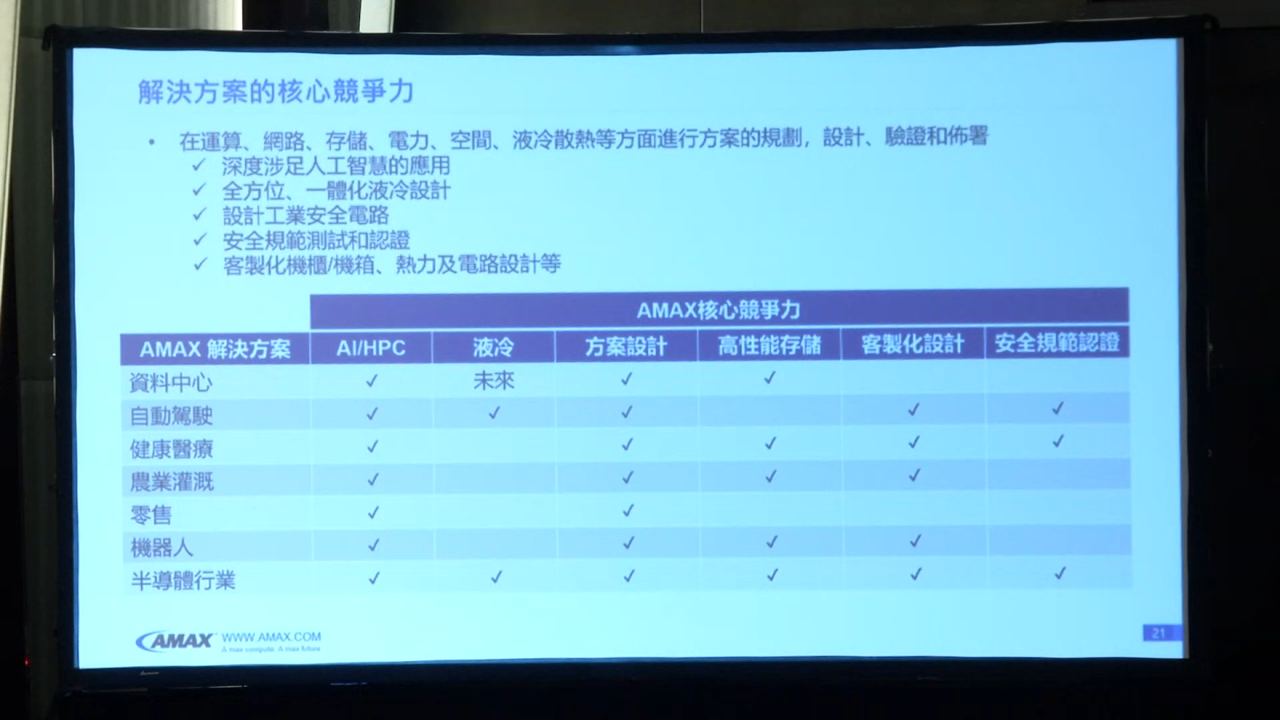 解決方案的核心競爭力
• 在運算、網路、存儲、電力、空間、液冷散熱等方面進行方案的規劃，設計、驗證和佈署
✓ 深度涉足人工智慧的應用
✓ 全方位、一體化液冷設計
✓ 設計工業安全電路
✓ 安全規範測試和認證
✓ 客製化機櫃/機箱、熱力及電路設計等
AMAX核心競爭力
AMAX 解決方案 AI/HPC 液冷 方案設計 高性能存儲 客製化設計 安全規範認證
資料中心 ✓ 未來 ✓ ✓
自動駕駛 ✓ ✓ ✓ ✓ ✓
健康醫療 ✓ ✓ ✓ ✓ ✓
農業灌溉 ✓ ✓ ✓ ✓
零售 ✓ ✓
機器人 ✓ ✓ ✓ ✓
半導體行業 ✓ ✓ ✓ ✓ ✓ ✓
AMAX WWW.AMAX.COM
A max compute. A max future
21